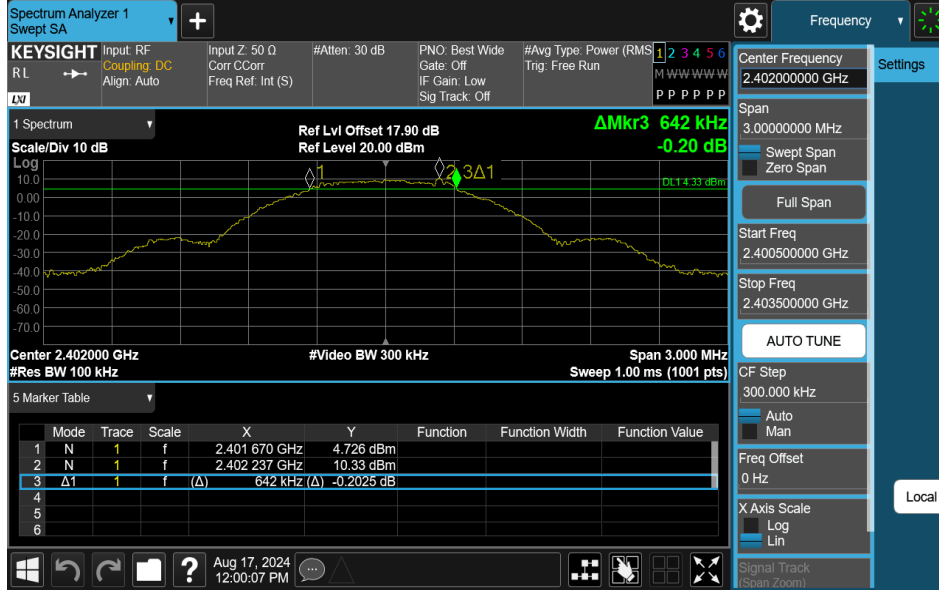 Spectrum Analyzer 1
Swept SA
+
Frequency
KEYSIGHT
RL
LXI
Input: RF
Coupling: DC
Align: Auto
Input Z: 50 Ω
Corr CCorr
Freq Ref: Int (S)
#Atten: 30 dB
PNO: Best Wide
Gate: Off
IF Gain: Low
Sig Track: Off
#Avg Type: Power (RMS
Trig: Free Run
1 2 3 4 5 6
M W W W W W
P P P P P P
1 Spectrum
Scale/Div 10 dB
Ref Lvl Offset 17.90 dB
Ref Level 20.00 dBm
ΔMkr3 642 kHz
-0.20 dB
Log
10.0
0.00
-10.0
-20.0
-30.0
-40.0
-50.0
-60.0
-70.0
1
2
3Δ1
DL1 4.33 dBm
Center 2.402000 GHz
#Video BW 300 kHz
Span 3.000 MHz
#Res BW 100 kHz
Sweep 1.00 ms (1001 pts)
5 Marker Table
Mode Trace Scale X Y Function Function Width Function Value
1 N 1 f 2.401 670 GHz 4.726 dBm
2 N 1 f 2.402 237 GHz 10.33 dBm
3 Δ1 1 f (Δ) 642 kHz (Δ) -0.2025 dB
4
5
6
?
Aug 17, 2024
12:00:07 PM
Center Frequency
2.402000000 GHz
Span
3.00000000 MHz
Swept Span
Zero Span
Full Span
Start Freq
2.400500000 GHz
Stop Freq
2.403500000 GHz
AUTO TUNE
CF Step
300.000 kHz
Auto
Man
Freq Offset
0 Hz
X Axis Scale
Log
Lin
Signal Track
(Span Zoom)
Settings
Local